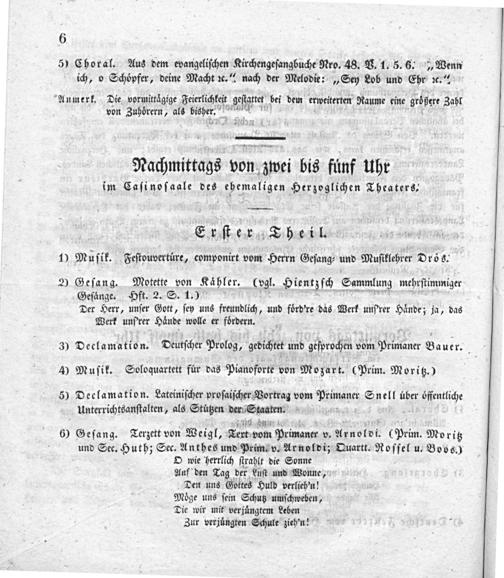 6
5) Choral. Aus dem evangelischen Kirchengesangbuche Nro. 48. V. 1. 5. 6. „Wenn
ich, o Schöpfer, deine Macht ꝛc.“ nach der Melodie: „Sey Lob und Ehr ꝛc.“
Anmerk. Die vormittägige Feierlichkeit gestattet bei dem erweiterten Raume eine größere Zahl
von Zuhörern, als bisher.
Nachmittags von zwei bis fünf Uhr
im Casinosaale des ehemaligen Herzoglichen Theaters.
Erster Theil.
1) Musik. Festouvertüre, componirt vom Herrn Gesang- und Musiklehrer Drös.
2) Gesang. Motette von Kähler. (vgl. Hientzsch Sammlung mehrstimmiger
Gesänge. Hft. 2. S. 1.)
Der Herr, unser Gott, sey uns freundlich, und förd're das Werk unsrer Hände; ja, das
Werk uns'rer Hände wolle er fördern.
3) Declamation. Deutscher Prolog, gedichtet und gesprochen vom Primaner Bauer.
4) Musik. Soloquartett für das Pianoforte von Mozart. (Prim. Moritz.)
5) Declamation. Lateinischer prosaischer Vortrag vom Primaner Snell über öffentliche
Unterrichtsanstalten, als Stützen der Staaten.
6) Gesang. Terzett von Weigl, Text vom Primaner v. Arnoldi. (Prim. Moritz
und Sec. Huth; Sec. Anthes und Prim. v. Arnoldi; Quartt. Rossel u. Boos.)
O wie herrlich strahlt die Sonne
Auf den Tag der Lust und Wonne,
Den uns Gottes Huld verlieh'n!
Möge uns sein Schutz umschweben,
Die wir mit verjüngtem Leben
Zur verjüngten Schule zieh'n!